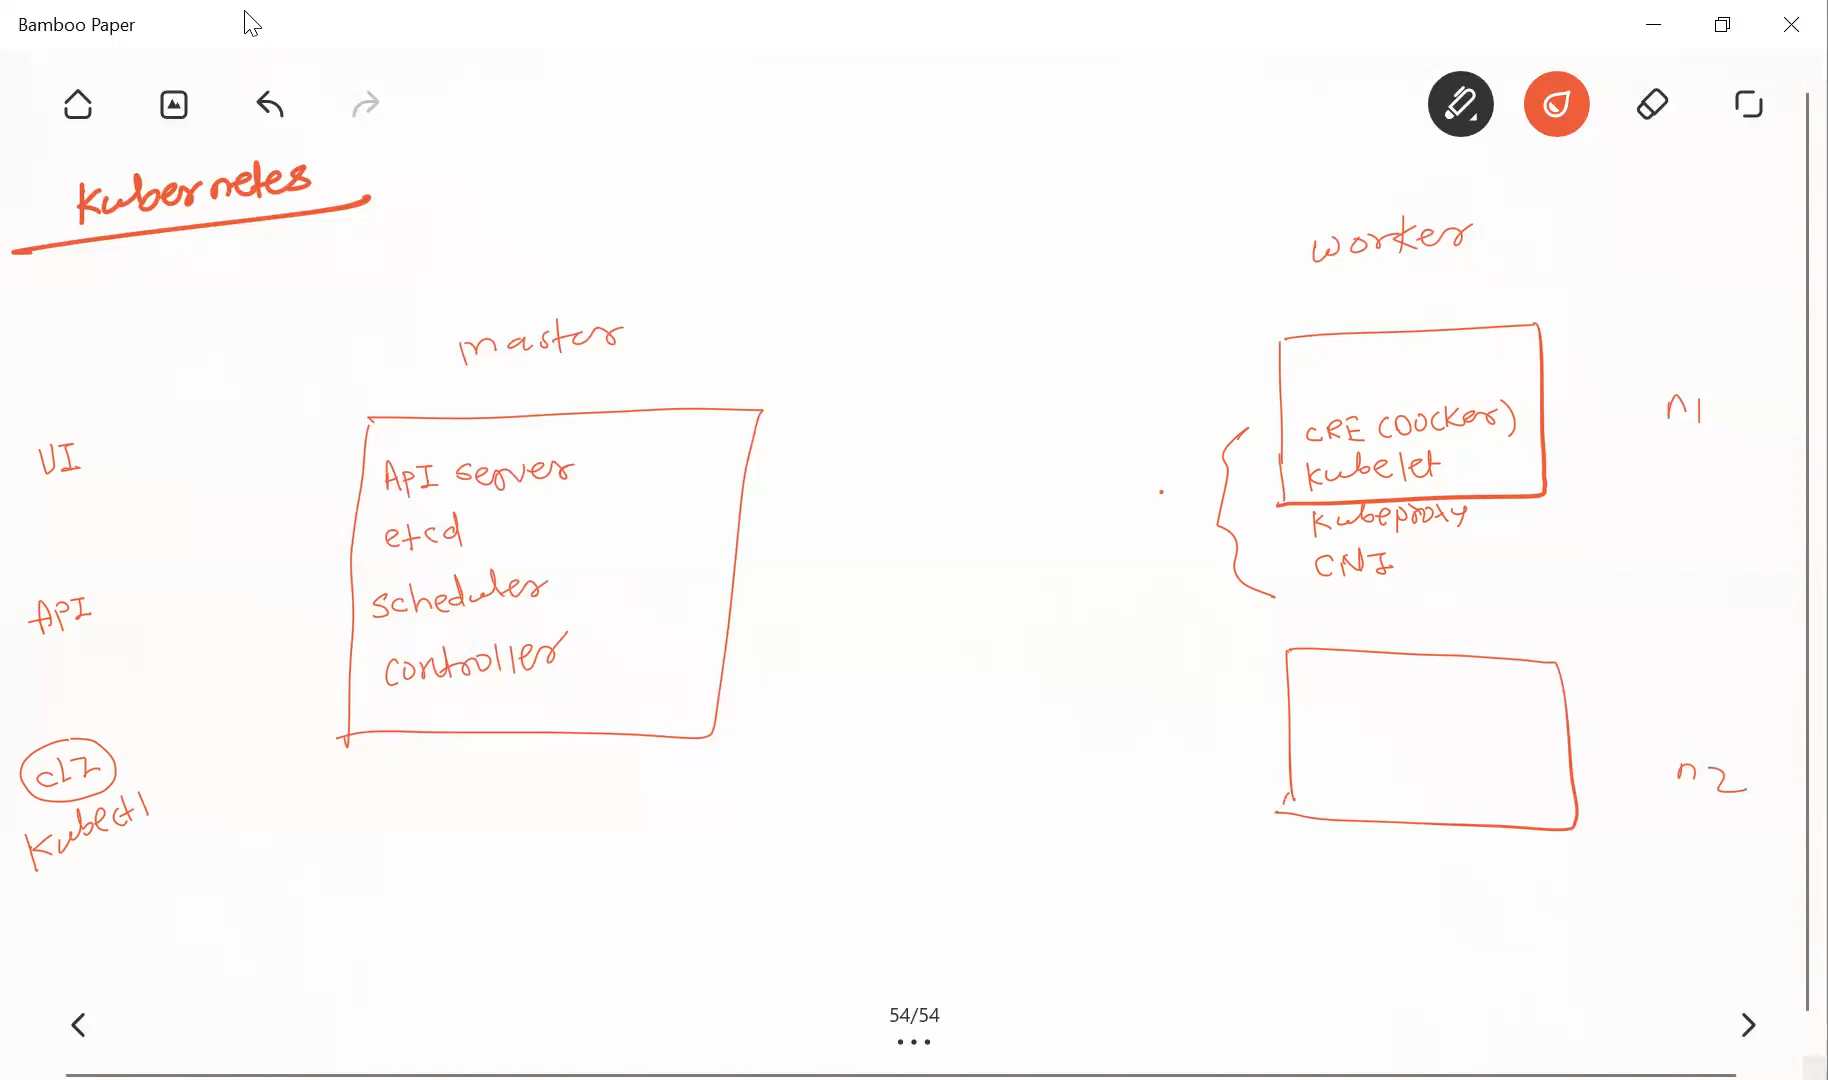 Bamboo Paper
Kubernetes
worker
master
n1
UI
API server
CRE (Docker)
kubelet
kubeproxy
CNI
etcd
API
scheduler
controller
CLI
Kubectl
n2
54/54